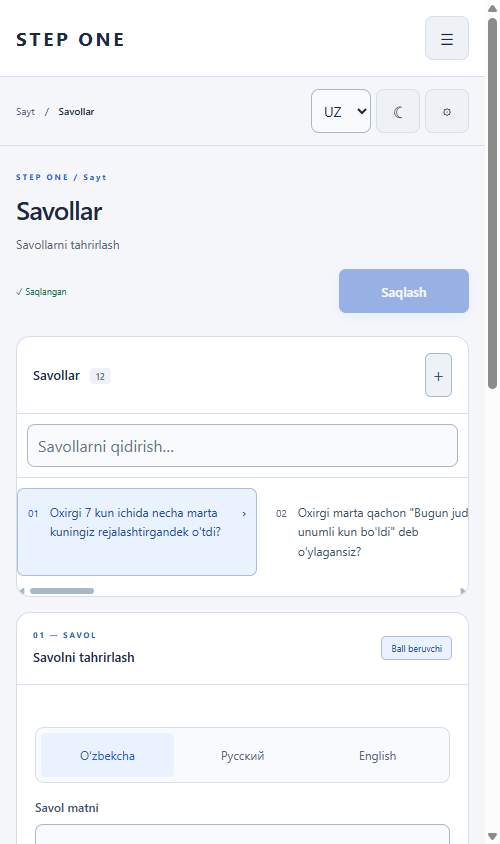 STEP ONE
Sayt / Savollar
UZ
STEP ONE / Sayt
Savollar
Savollarni tahrirlash
✓ Saqlangan
Saqlash
Savollar 12
+
Savollarni qidirish...
01 Oxirgi 7 kun ichida necha marta
kuningiz rejalashtirgandek o'tdi?
›
02 Oxirgi marta qachon "Bugun jud
unumli kun bo'ldi" deb
o'ylagansiz?
01 — SAVOL
Savolni tahrirlash
Ball beruvchi
O'zbekcha
Русский
English
Savol matni